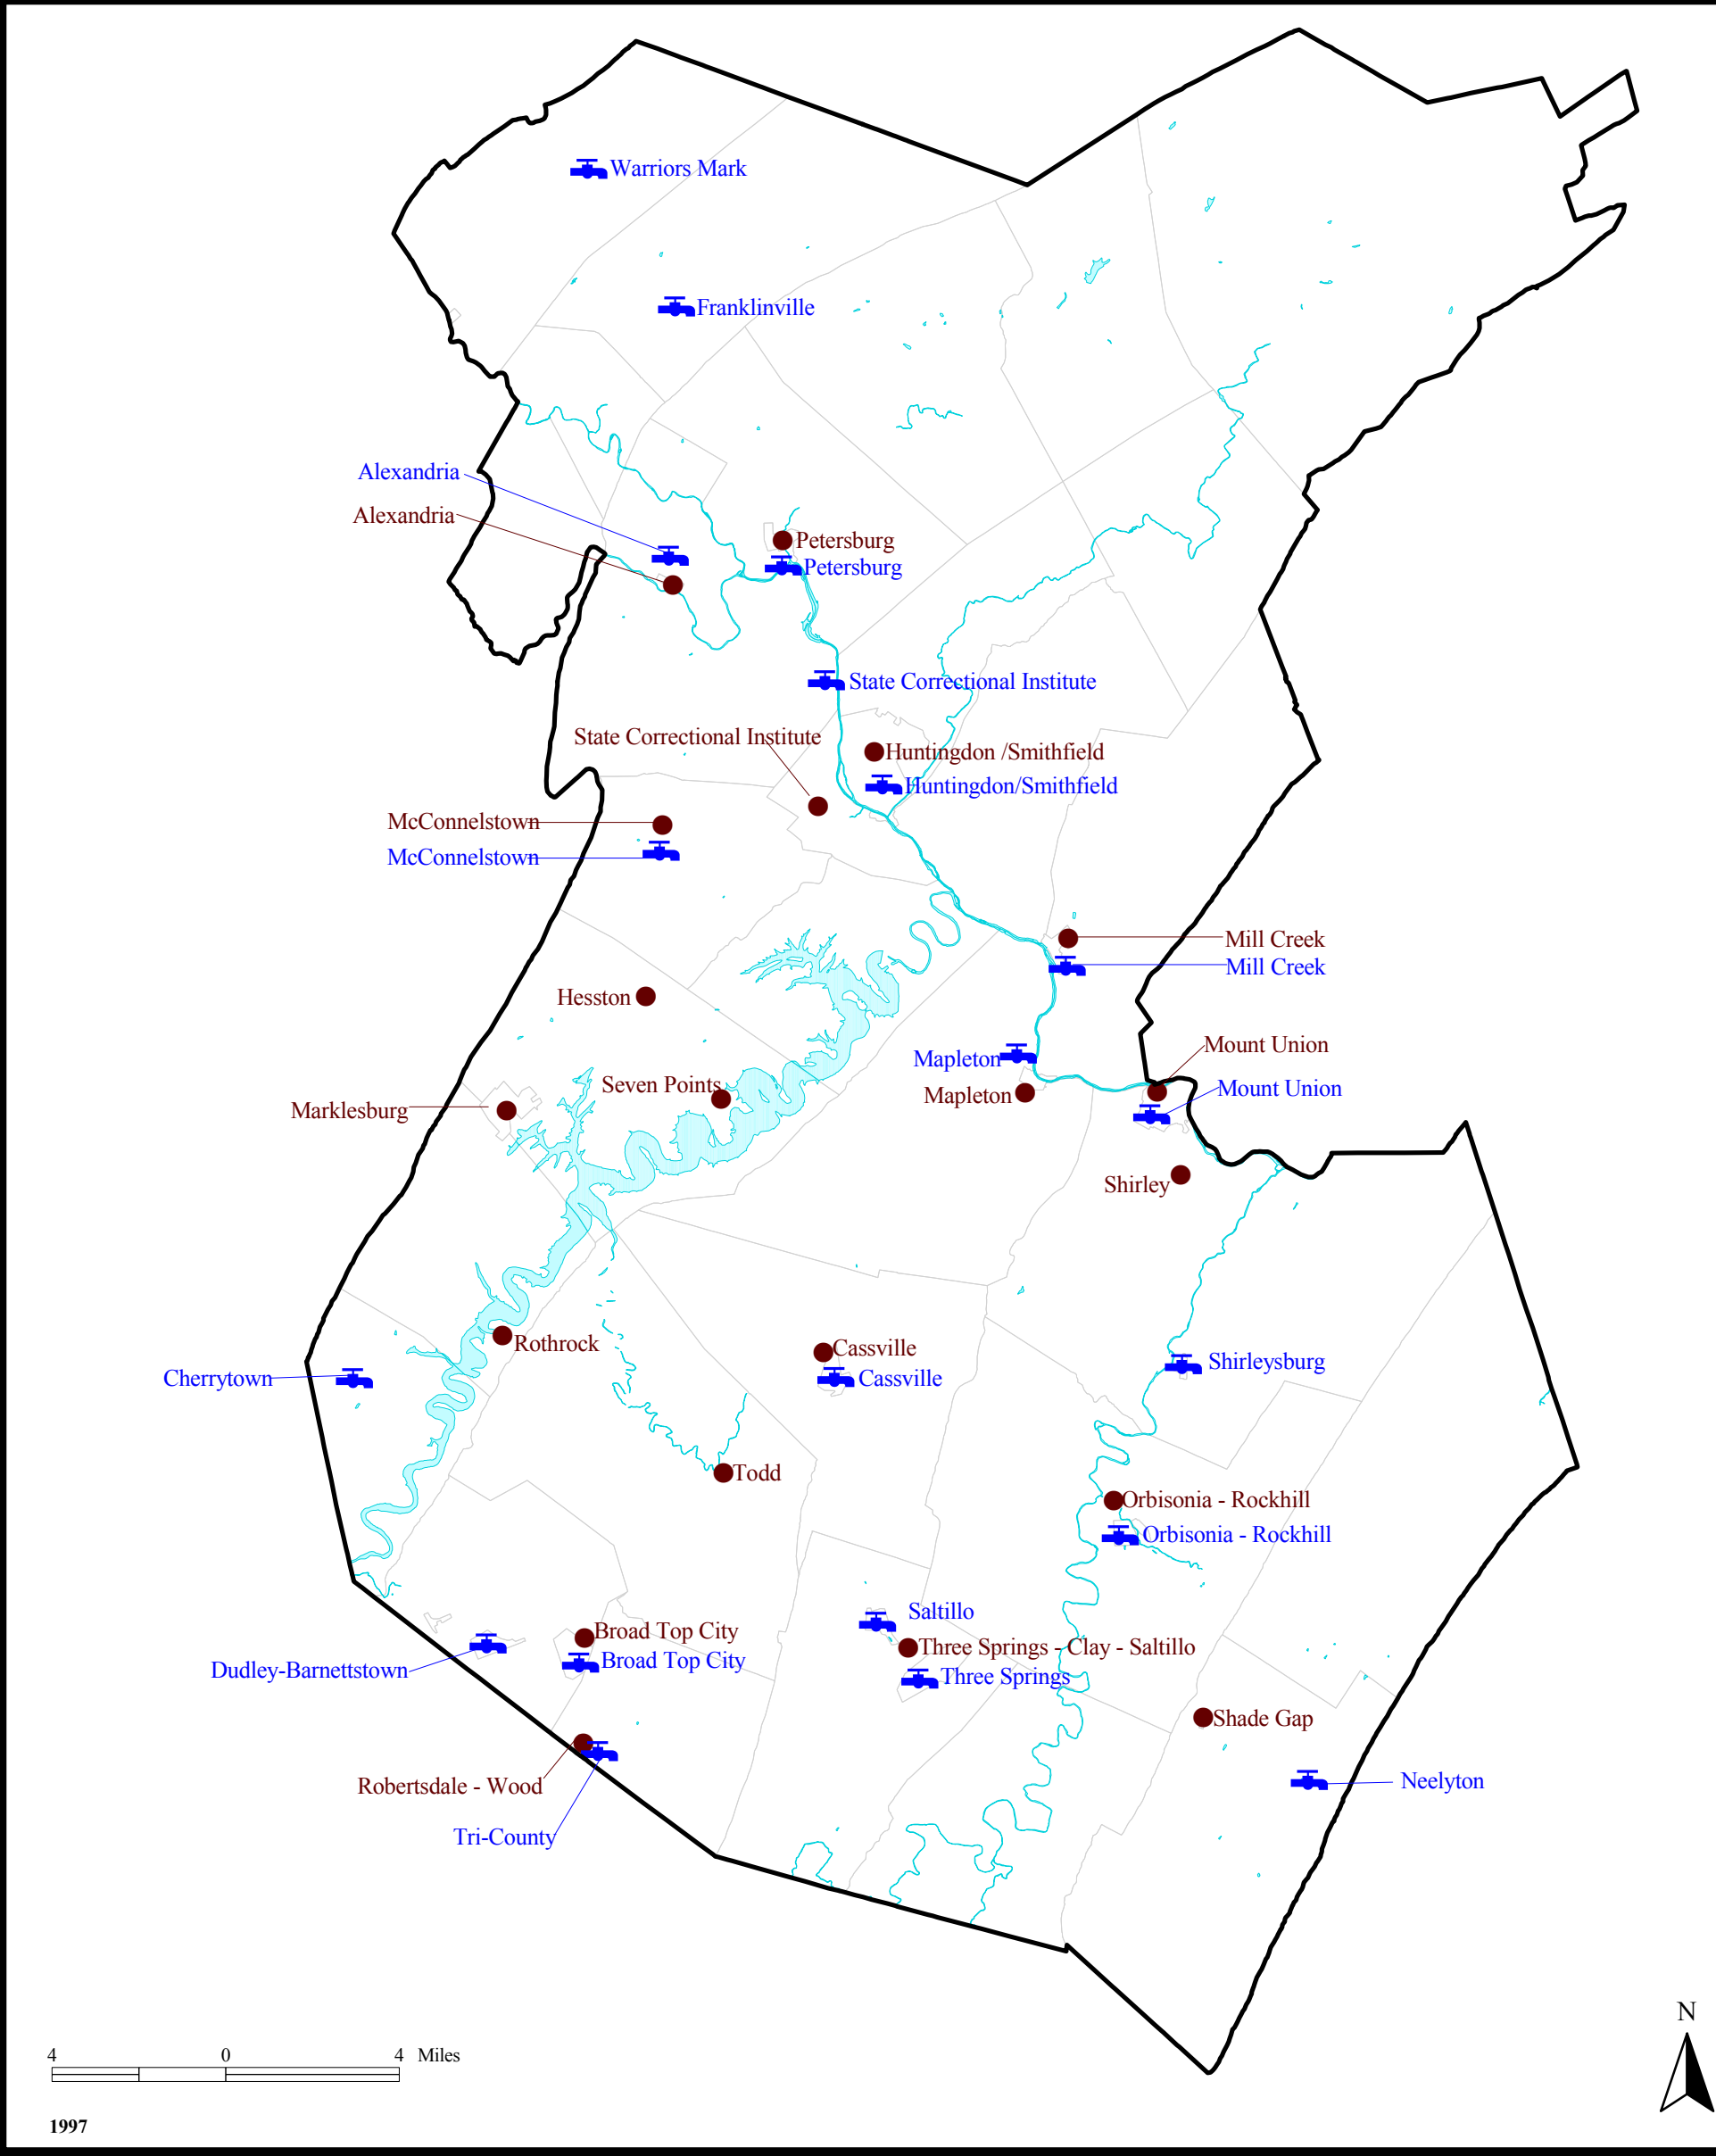 Warriors Mark
Franklinville
Alexandria
Alexandria
Petersburg
Petersburg
State Correctional Institute
State Correctional Institute
Huntingdon /Smithfield
Huntingdon/Smithfield
McConnelstown
McConnelstown
Mill Creek
Mill Creek
Hesston
Mount Union
Mapleton
Seven Points
Mount Union
Mapleton
Marklesburg
Shirley
Rothrock
Cassville
Shirleysburg
Cherrytown
Cassville
Todd
Orbisonia - Rockhill
Orbisonia - Rockhill
Saltillo
Broad Top City
Three Springs - Clay - Saltillo
Broad Top City
Dudley-Barnettstown
Three Springs
Shade Gap
Robertsdale - Wood
Neelyton
Tri-County
N
4 0 4 Miles
1997